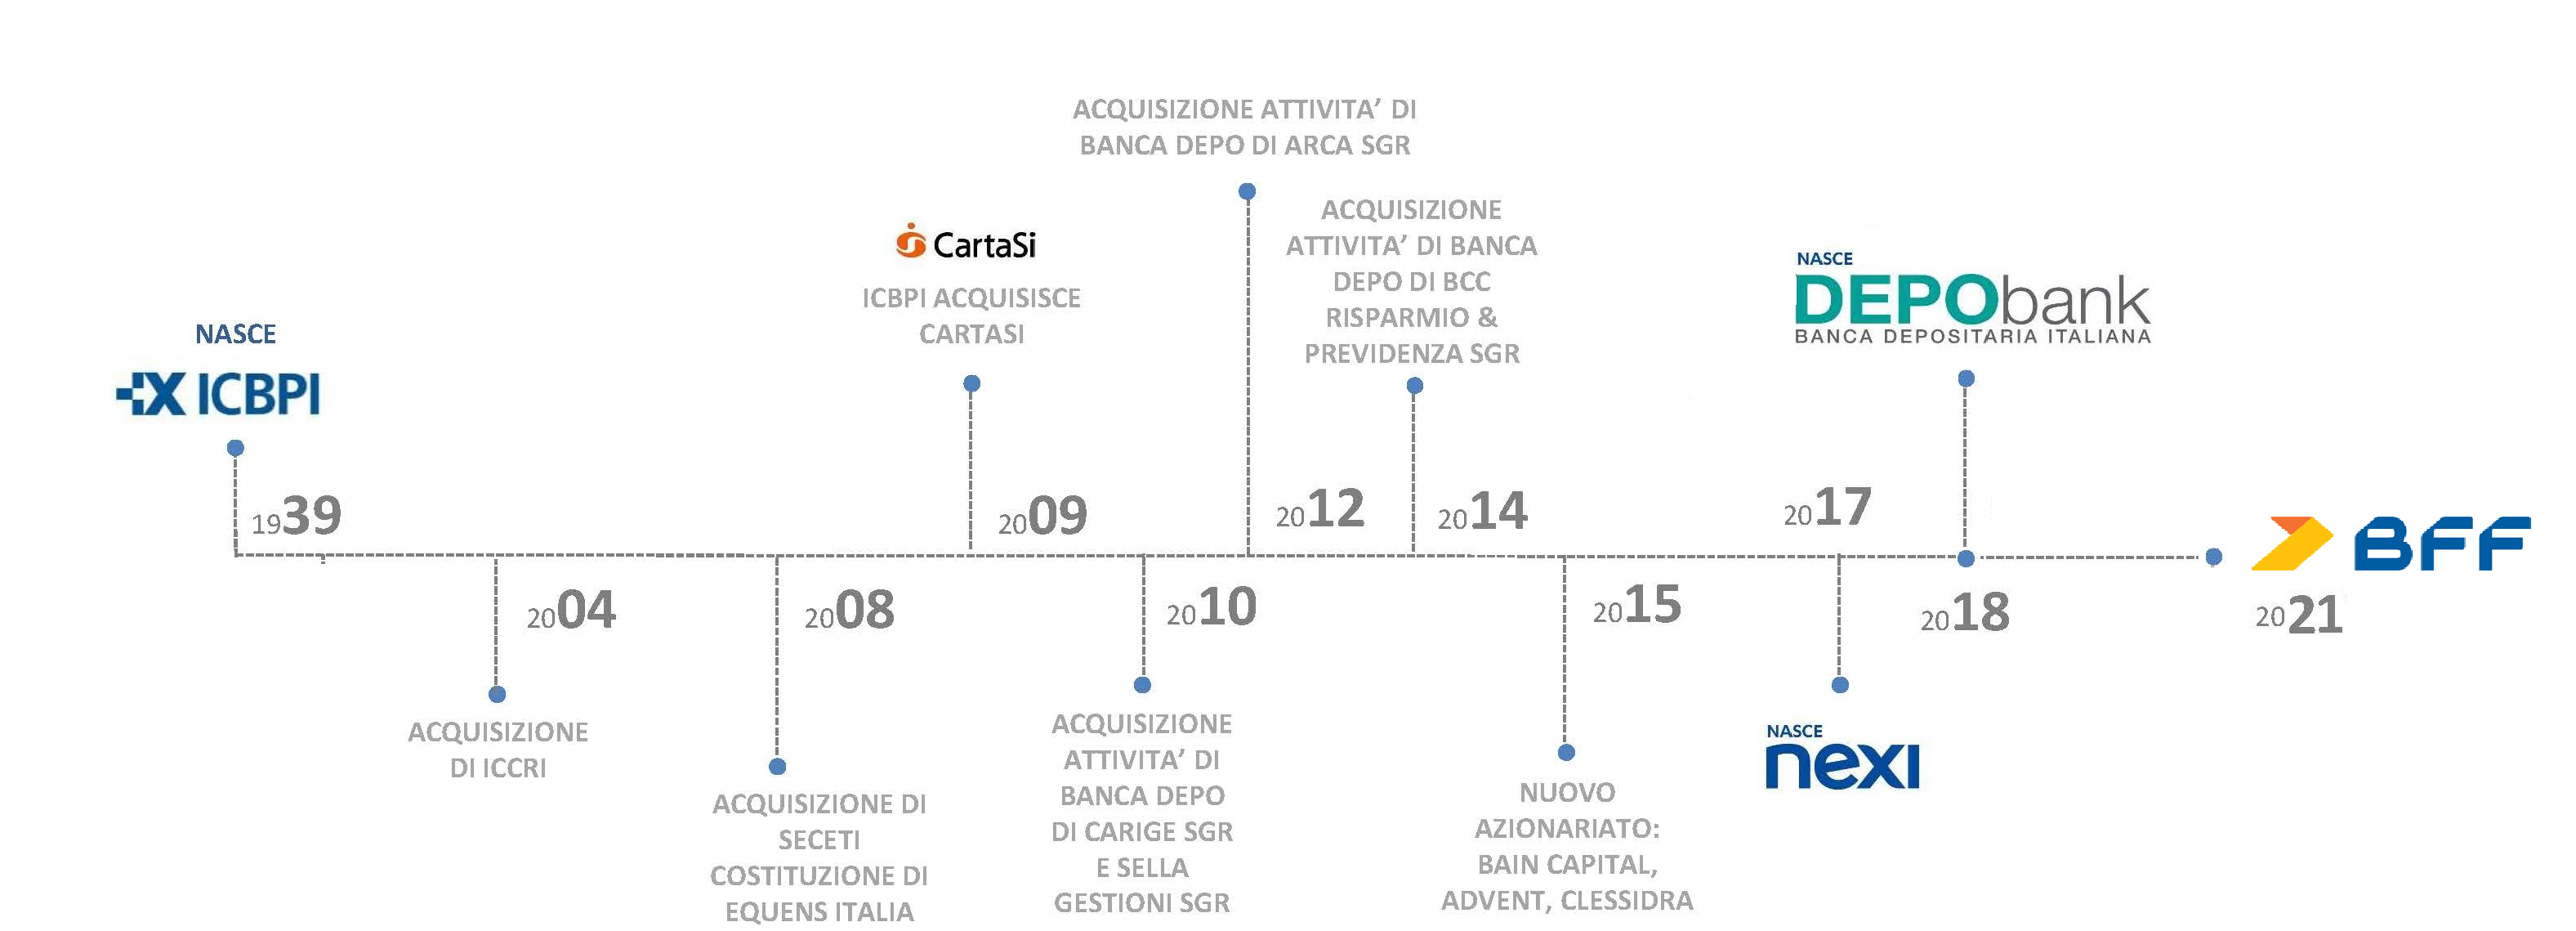 NASCE
ICBPI
1939
ACQUISIZIONE
DI ICCRI
2004
ACQUISIZIONE DI
SECETI
COSTITUZIONE DI
EQUENS ITALIA
2008
CartaSi
ICBPI ACQUISISCE
CARTASI
2009
ACQUISIZIONE
ATTIVITA’ DI
BANCA DEPO
DI CARIGE SGR
E SELLA
GESTIONI SGR
2010
ACQUISIZIONE ATTIVITA’ DI
BANCA DEPO DI ARCA SGR
2012
ACQUISIZIONE
ATTIVITA’ DI BANCA
DEPO DI BCC
RISPARMIO &
PREVIDENZA SGR
2014
2015
NUOVO
AZIONARIATO:
BAIN CAPITAL,
ADVENT, CLESSIDRA
2017
NASCE
nexi
NASCE
DEPObank
BANCA DEPOSITARIA ITALIANA
2018
BFF
2021